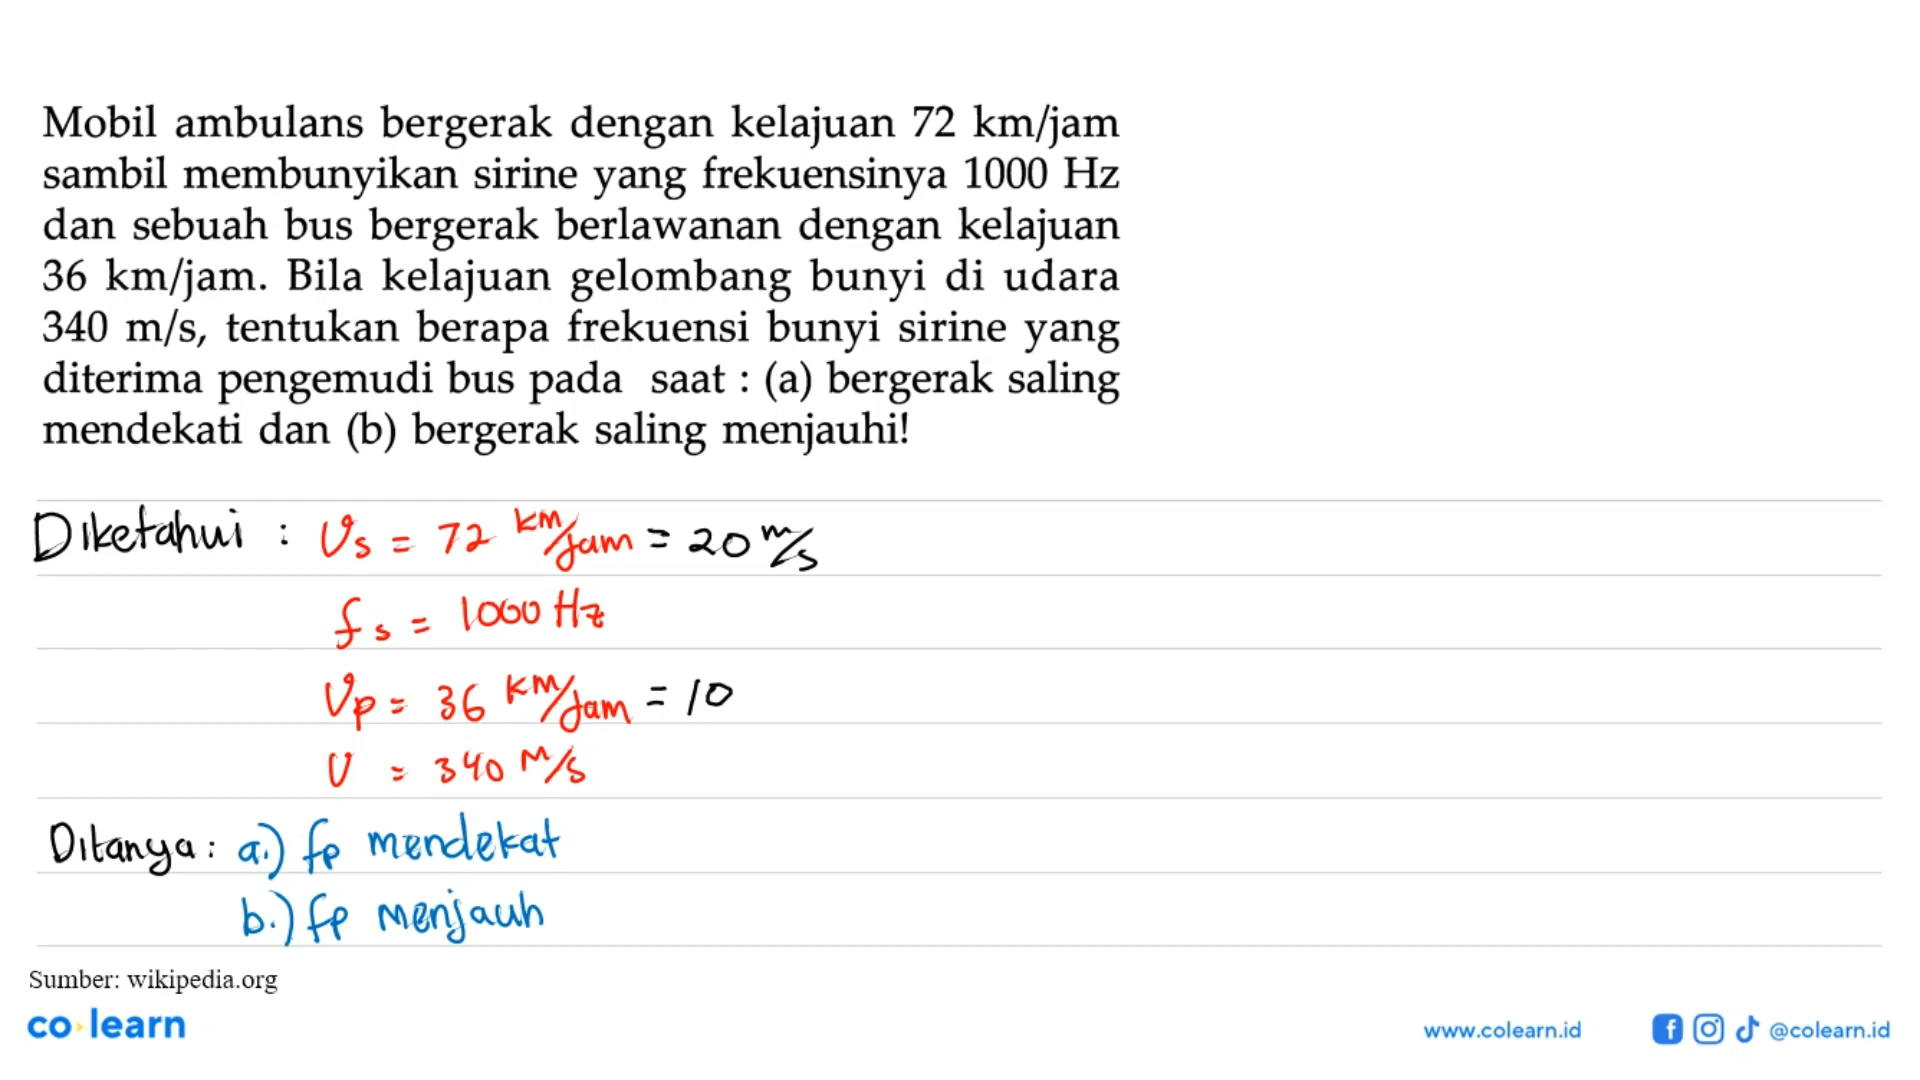 Mobil ambulans bergerak dengan kelajuan 72 km/jam
sambil membunyikan sirine yang frekuensinya 1000 Hz
dan sebuah bus bergerak berlawanan dengan kelajuan
36 km/jam. Bila kelajuan gelombang bunyi di udara
340 m/s, tentukan berapa frekuensi bunyi sirine yang
diterima pengemudi bus pada saat : (a) bergerak saling
mendekati dan (b) bergerak saling menjauhi!
Diketahui : Vs = 72 km/jam = 20 m/s
fs = 1000 Hz
Vp = 36 km/jam = 10
V = 340 m/s
Ditanya : a.) fp mendekat
b.) fp menjauh
Sumber: wikipedia.org
co learn
www.colearn.id
@colearn.id